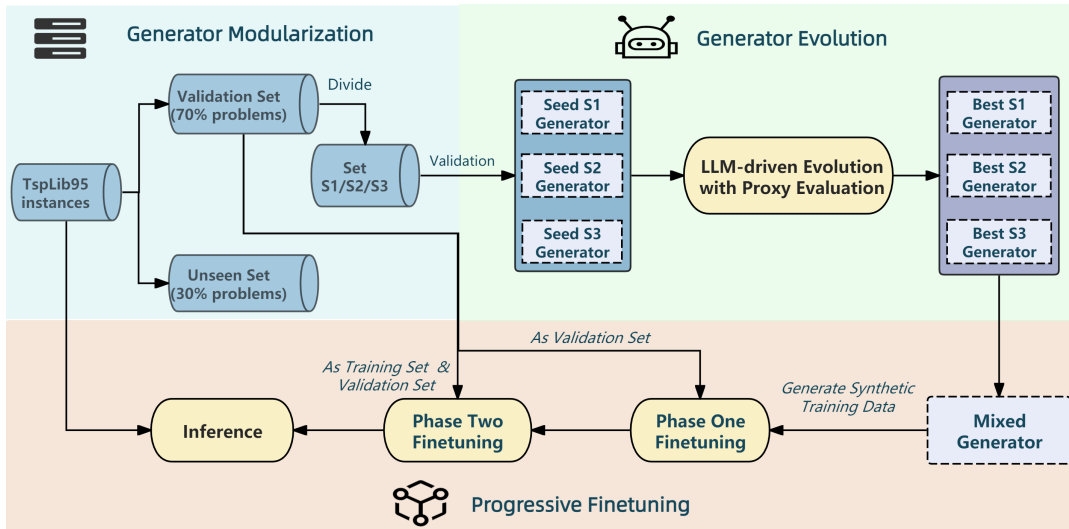 Generator Modularization
Generator Evolution
Validation Set
(70% problems)
Divide
Set
S1/S2/S3
Validation
TspLib95
instances
Unseen Set
(30% problems)
Seed S1
Generator
Seed S2
Generator
Seed S3
Generator
LLM-driven Evolution
with Proxy Evaluation
Best S1
Generator
Best S2
Generator
Best S3
Generator
As Validation Set
As Training Set &
Validation Set
Generate Synthetic
Training Data
Inference
Phase Two
Finetuning
Phase One
Finetuning
Mixed
Generator
Progressive Finetuning